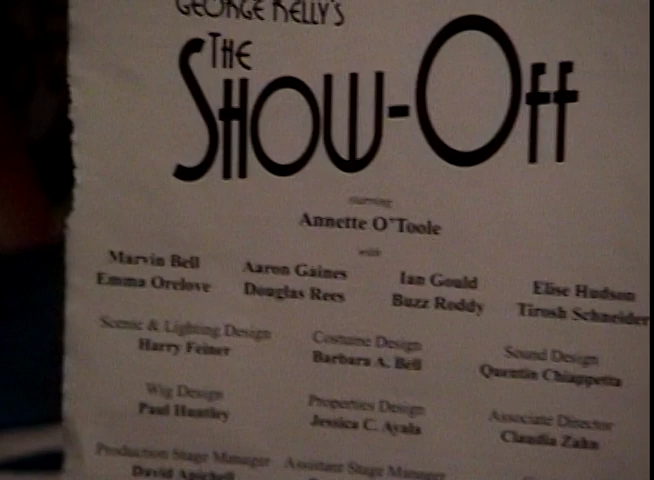 GEORGE KELLY'S
THE
SHOW-OFF
starring
Annette O'Toole
with
Marvin Bell Aaron Gaines Ian Gould Elise Hudson
Emma Orelove Douglas Rees Buzz Roddy Tirosh Schneider
Scenic & Lighting Design Costume Design Sound Design
Harry Feiner Barbara A. Bell Quentin Chiappetta
Wig Design Properties Design Associate Director
Paul Huntley Jessica C. Ayala Claudia Zahn
Production Stage Manager Assistant Stage Manager
David Apichell